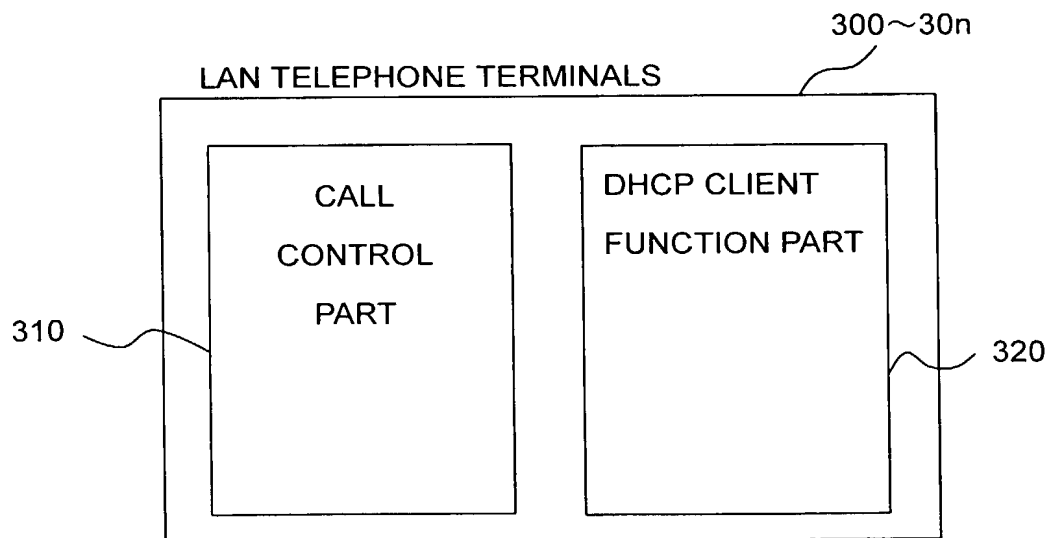 300~30n
LAN TELEPHONE TERMINALS
CALL
CONTROL
PART
DHCP CLIENT
FUNCTION PART
310
320